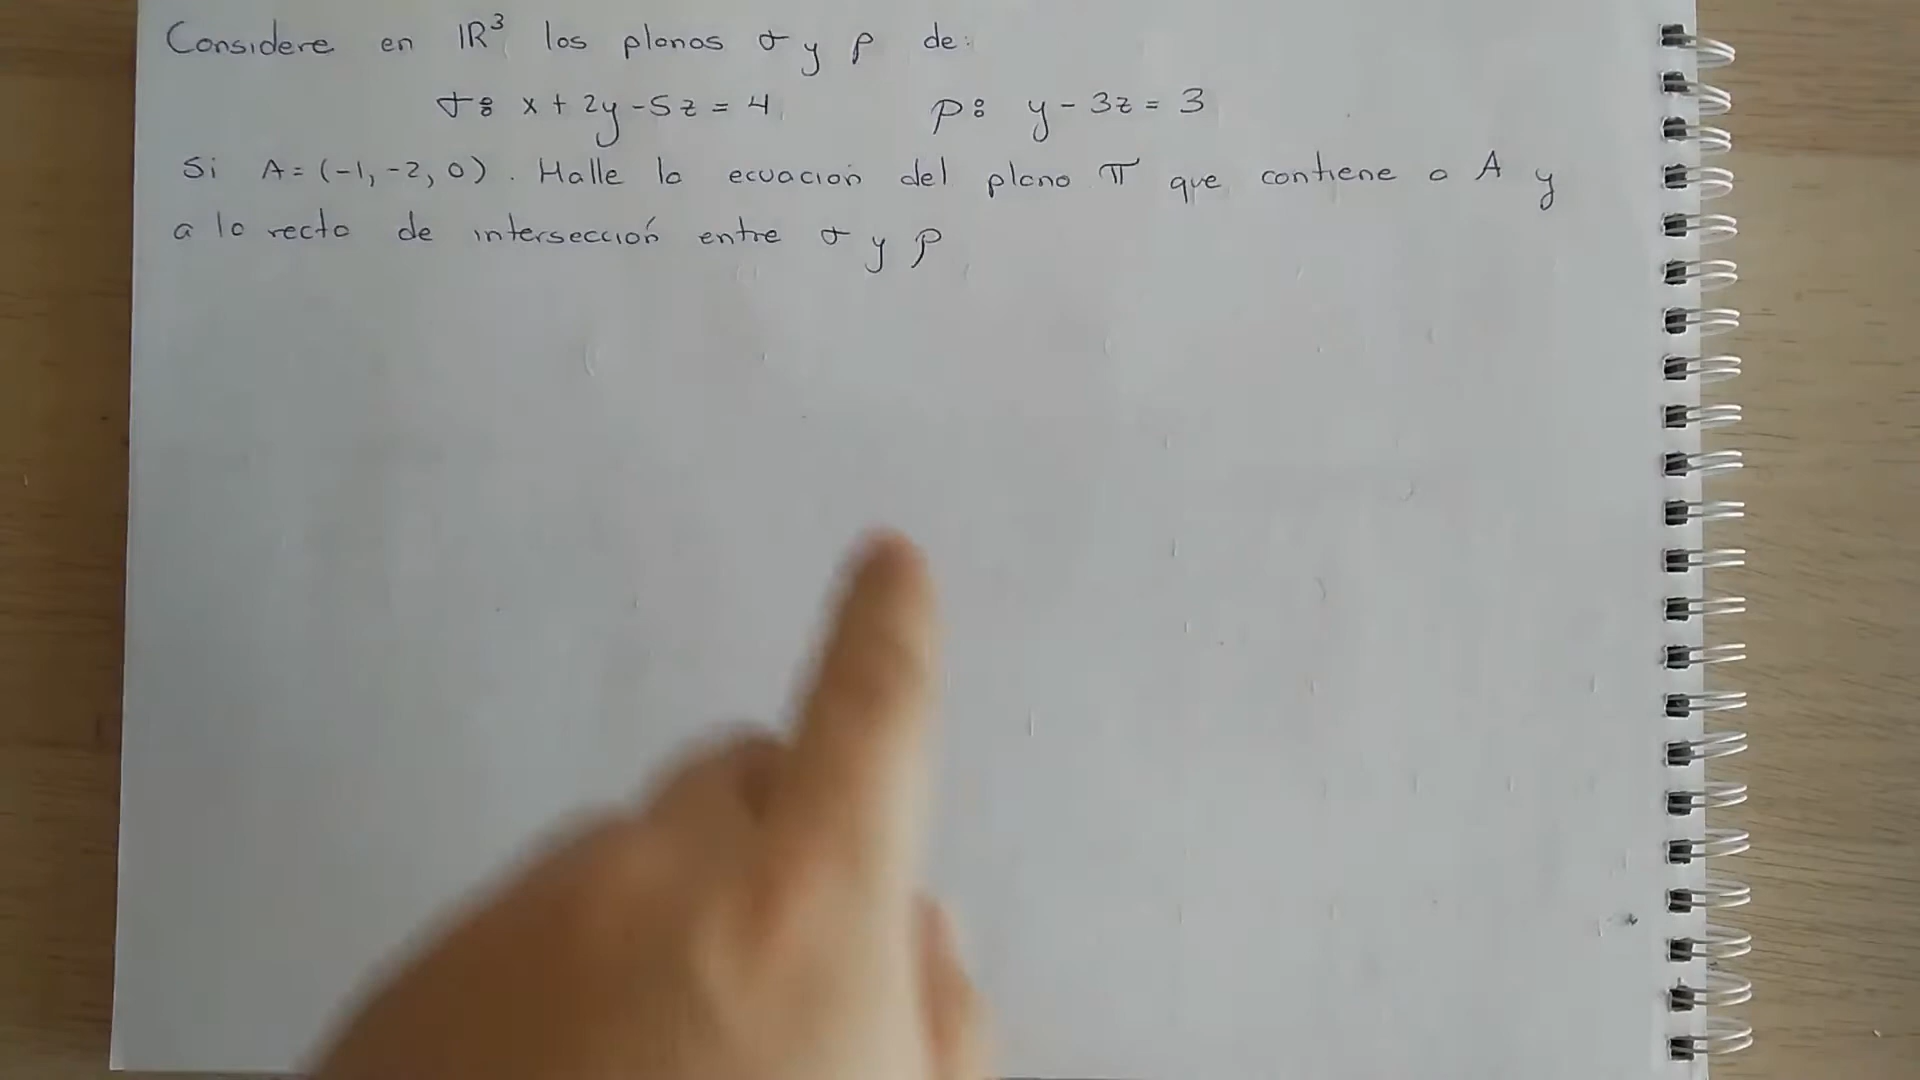 Considere en IR³ los planos σ y ρ de:
σ: x + 2y - 5z = 4 ρ: y - 3z = 3
Si A = (-1, -2, 0). Halle la ecuación del plano π que contiene a A y
a la recta de intersección entre σ y ρ